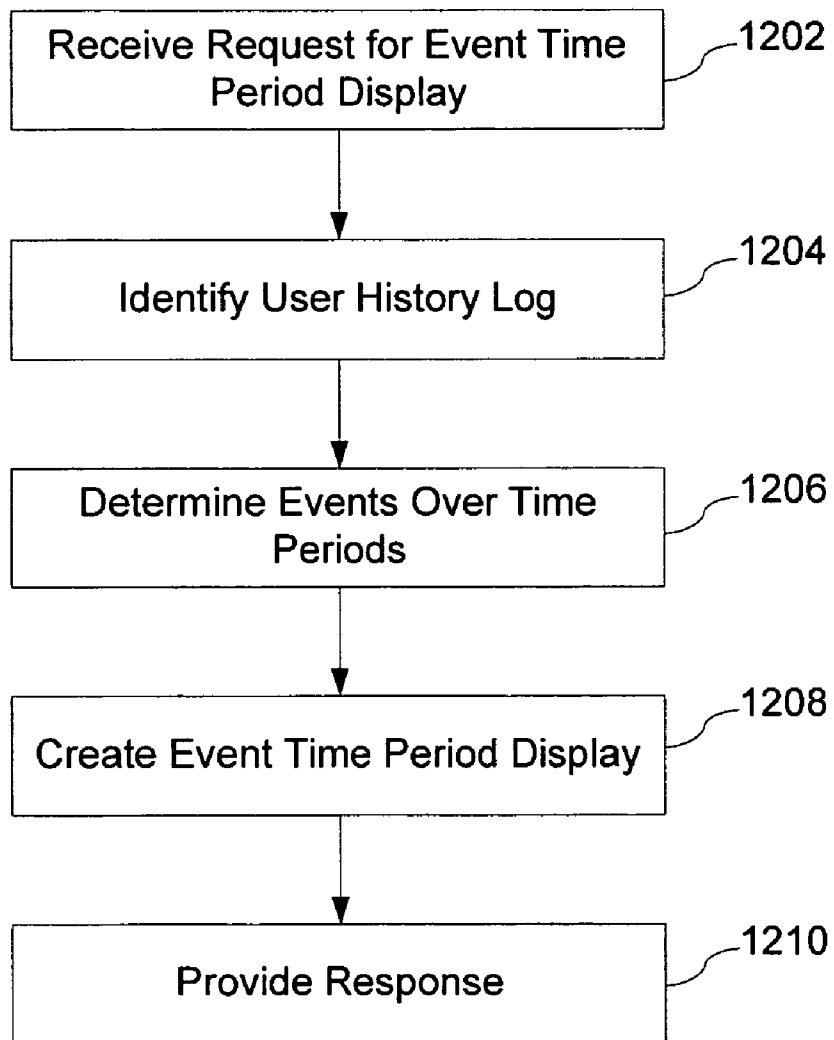 Receive Request for Event Time
Period Display
1202
Identify User History Log
1204
Determine Events Over Time
Periods
1206
Create Event Time Period Display
1208
Provide Response
1210